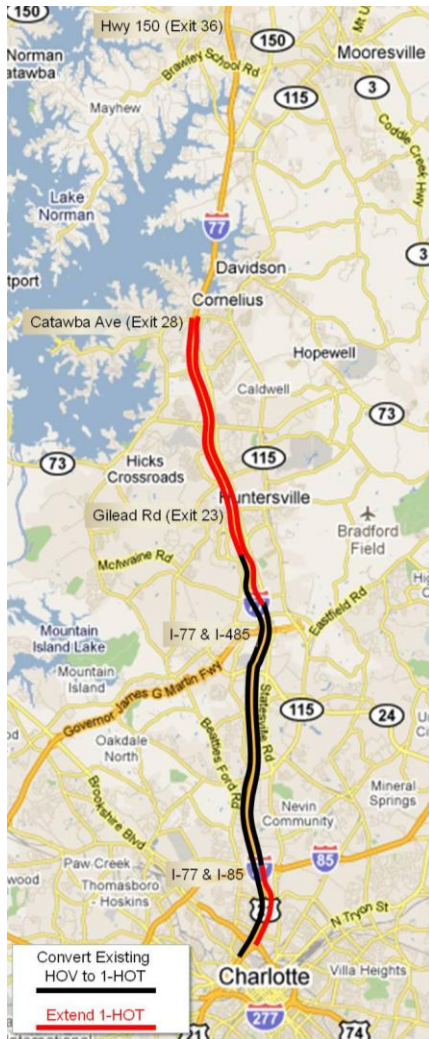 150
Hwy 150 (Exit 36)
Norman
atawba
Brawley School Rd
150
Mooresville
115
3
Mayhew
Coddle Creek Hwy
Lake
Norman
77
3
Davidson
tport
Cornelius
Catawba Ave (Exit 28)
Hopewell
Caldwell
73
73
115
Hicks
Crossroads
Huntersville
Gilead Rd (Exit 23)
Bradford
Field
McIlwaine Rd
Eastfield Rd
Mountain
Island Lake
I-77 & I-485
Mountain
Island
Governor James G Martin Fwy
Statesville Rd
115
24
Beatties Ford Rd
Oakdale
North
Brookshire Blvd
Mineral
Springs
Nevin
Community
Paw Creek
I-77 & I-85
85
wood
Thomasboro
- Hoskins
N Tryon St
Convert Existing
HOV to 1-HOT
Charlotte
Villa Heights
Extend 1-HOT
277
21
74
International